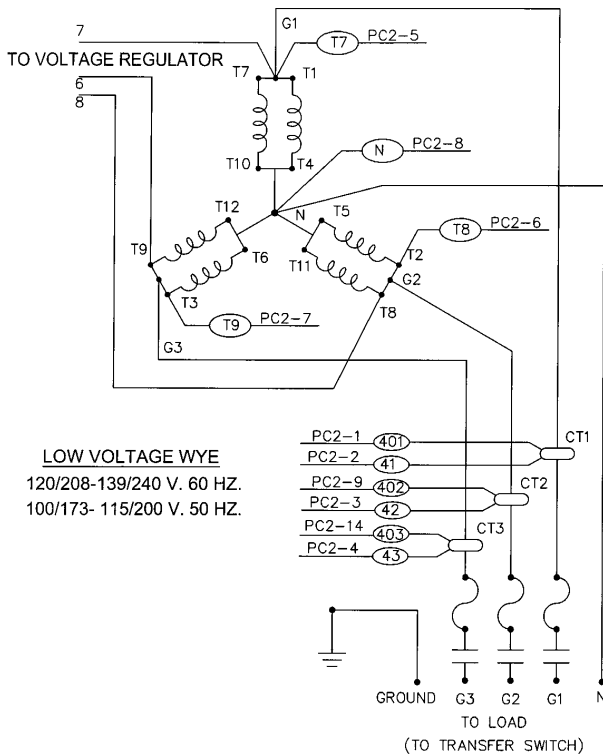 G1
7
T7
PC2-5
TO VOLTAGE REGULATOR
T7
T1
6
8
N
PC2-8
T10
T4
T12
N
T5
T8
PC2-6
T9
T6
T11
T2
G2
T3
T8
T9
PC2-7
G3
LOW VOLTAGE WYE
120/208-139/240 V. 60 HZ.
100/173- 115/200 V. 50 HZ.
PC2-1
401
CT1
PC2-2
41
PC2-9
402
CT2
PC2-3
42
PC2-14
403
CT3
PC2-4
43
GROUND
G3
G2
G1
N
TO LOAD
(TO TRANSFER SWITCH)